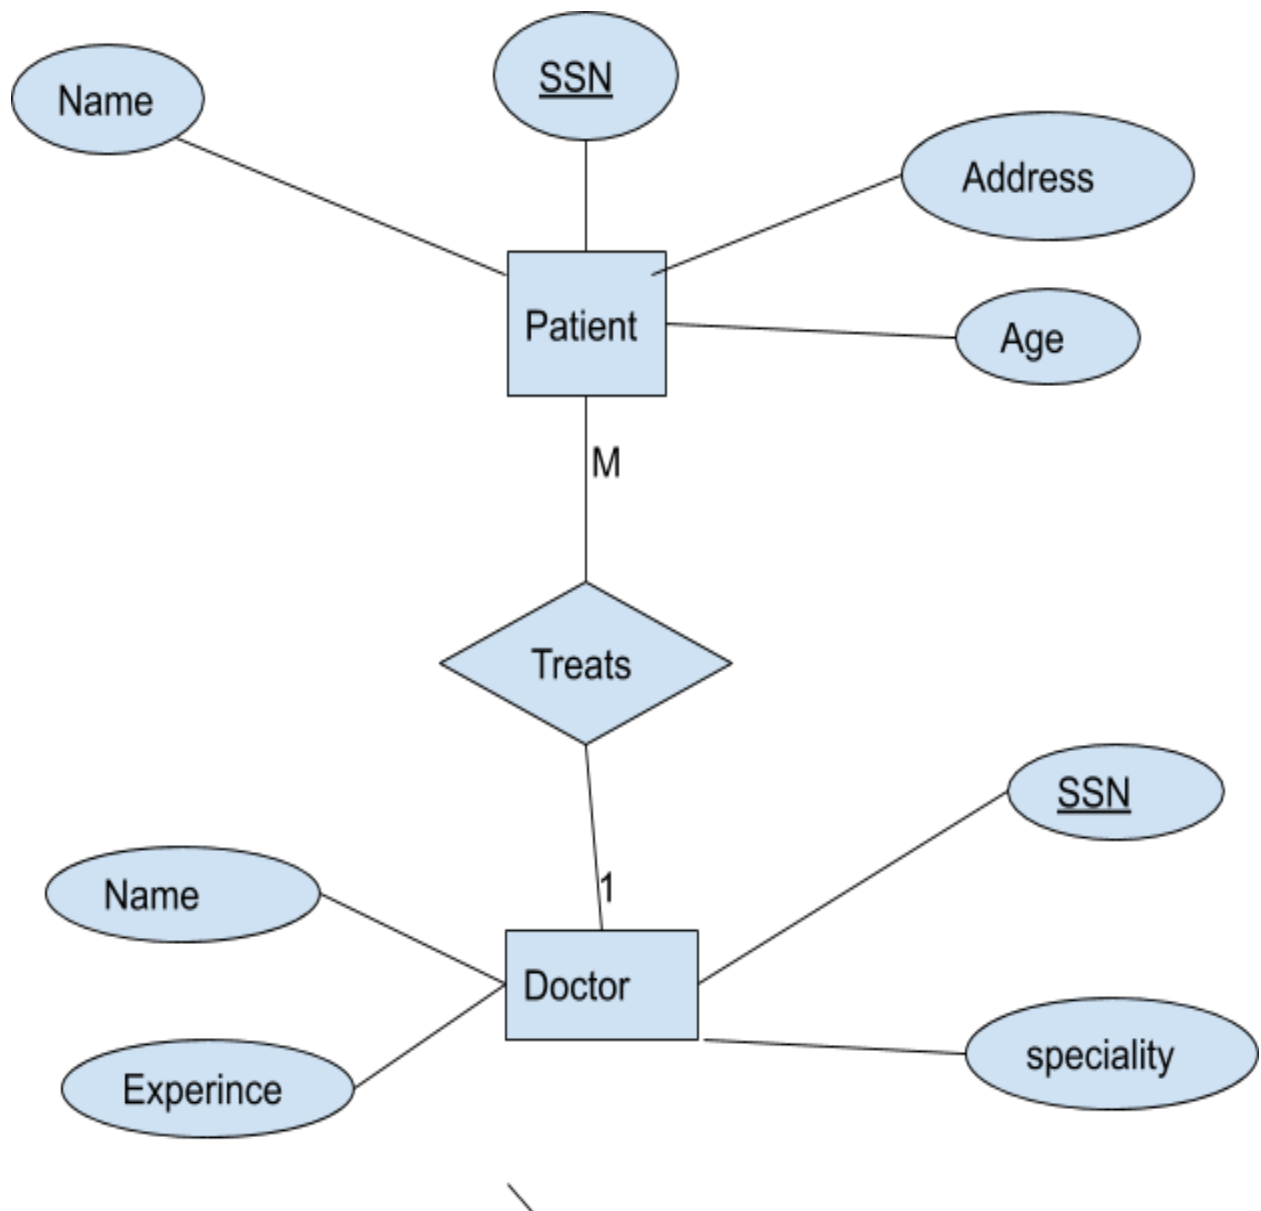 SSN
Name
Address
Age
Patient
M
Treats
SSN
1
Name
Doctor
speciality
Experince